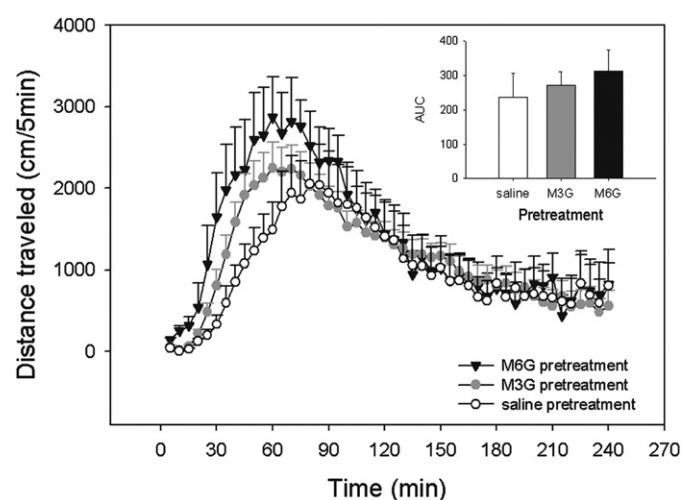 4000
3000
2000
1000
0
Distance traveled (cm/5min)
0 30 60 90 120 150 180 210 240 270
Time (min)
400
300
200
100
0
AUC
saline M3G M6G
Pretreatment
M6G pretreatment
M3G pretreatment
saline pretreatment